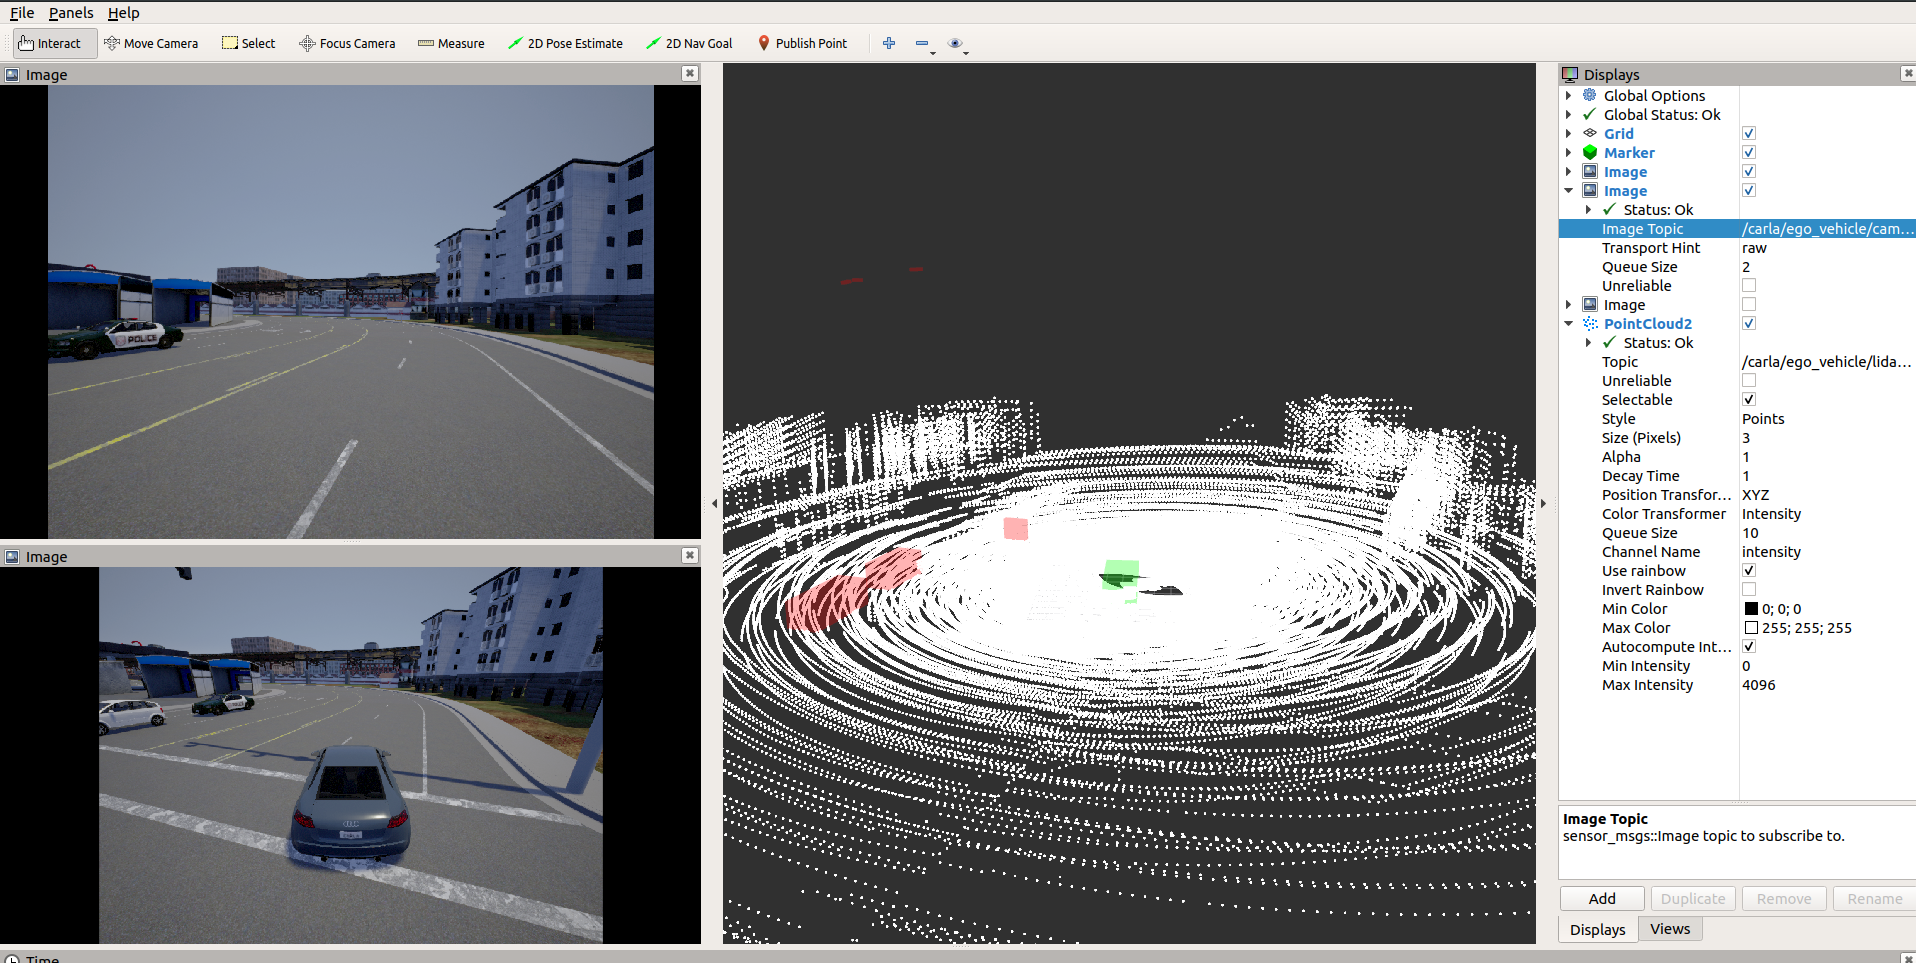 File Panels Help
Interact Move Camera Select Focus Camera Measure 2D Pose Estimate 2D Nav Goal Publish Point
Image
POLICE
Image
Displays
Global Options
Global Status: Ok
Grid
Marker
Image
Image
Status: Ok
Image Topic /carla/ego_vehicle/cam...
Transport Hint raw
Queue Size 2
Unreliable
Image
PointCloud2
Status: Ok
Topic /carla/ego_vehicle/lida...
Unreliable
Selectable
Style Points
Size (Pixels) 3
Alpha 1
Decay Time 1
Position Transfor... XYZ
Color Transformer Intensity
Queue Size 10
Channel Name intensity
Use rainbow
Invert Rainbow
Min Color 0; 0; 0
Max Color 255; 255; 255
Autocompute Int...
Min Intensity 0
Max Intensity 4096
Image Topic
sensor_msgs::Image topic to subscribe to.
Add Duplicate Remove Rename
Displays Views
Time